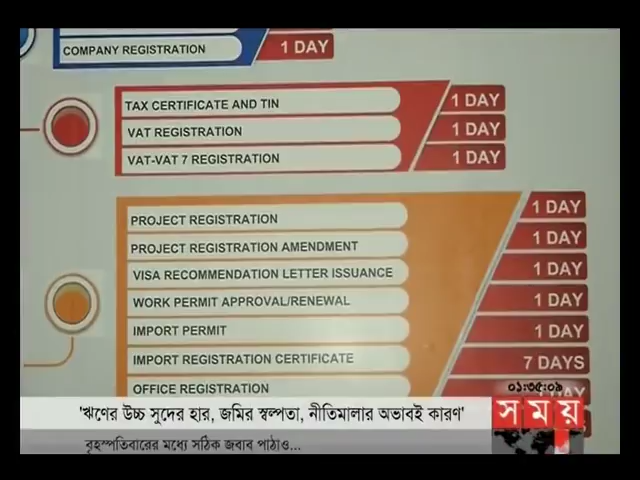 COMPANY REGISTRATION 1 DAY
TAX CERTIFICATE AND TIN 1 DAY
VAT REGISTRATION 1 DAY
VAT-VAT 7 REGISTRATION 1 DAY
PROJECT REGISTRATION 1 DAY
PROJECT REGISTRATION AMENDMENT 1 DAY
VISA RECOMMENDATION LETTER ISSUANCE 1 DAY
WORK PERMIT APPROVAL/RENEWAL 1 DAY
IMPORT PERMIT 1 DAY
IMPORT REGISTRATION CERTIFICATE 7 DAYS
OFFICE REGISTRATION DAY
০১:৩৫:০৯
'ঋণের উচ্চ সুদের হার, জমির স্বল্পতা, নীতিমালার অভাবই কারণ'
সময়
বৃহস্পতিবারের মধ্যে সঠিক জবাব পাঠাও...